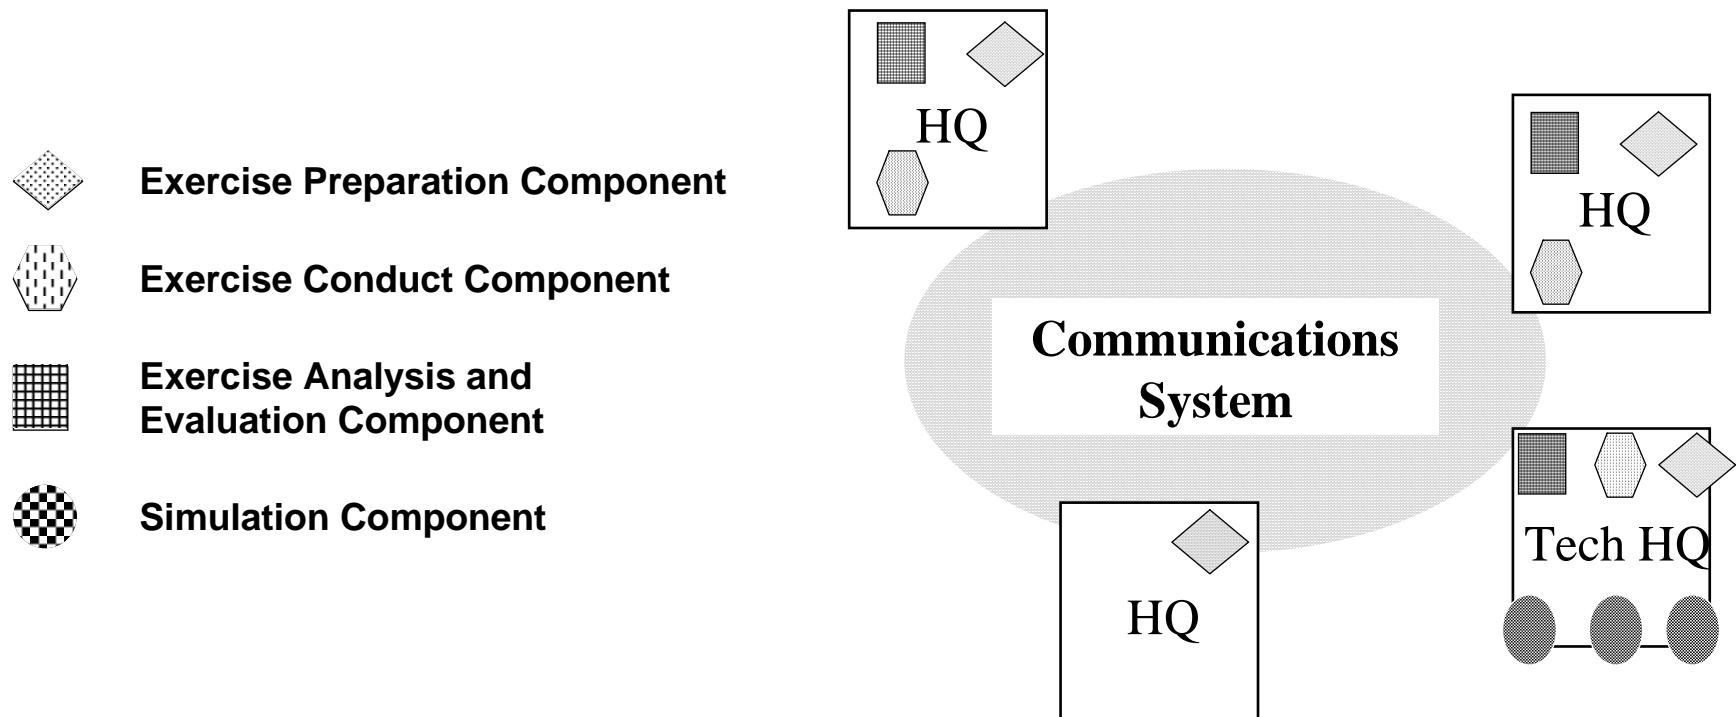 Exercise Preparation Component
Exercise Conduct Component
Exercise Analysis and
Evaluation Component
Simulation Component
HQ
HQ
Communications
System
Tech HQ
HQ